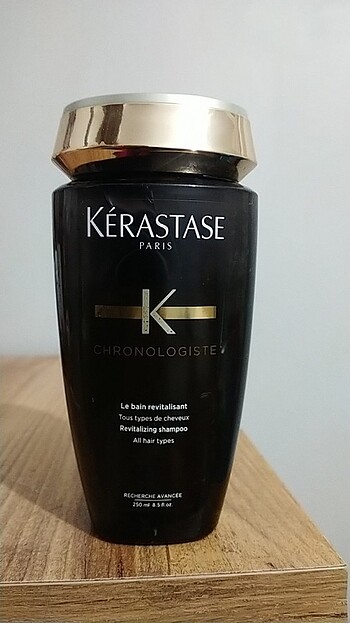 KÉRASTASE
PARIS
K
CHRONOLOGISTE
Le bain revitalisant
Tous types de cheveux
Revitalizing shampoo
All hair types
RECHERCHE AVANCÉE
250 ml 8.5 fl.oz